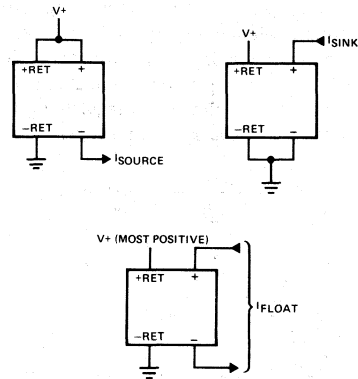 V+
+RET +
−RET −
ISOURCE
V+
ISINK
+RET +
−RET −
V+ (MOST POSITIVE)
+RET +
IFLOAT
−RET −